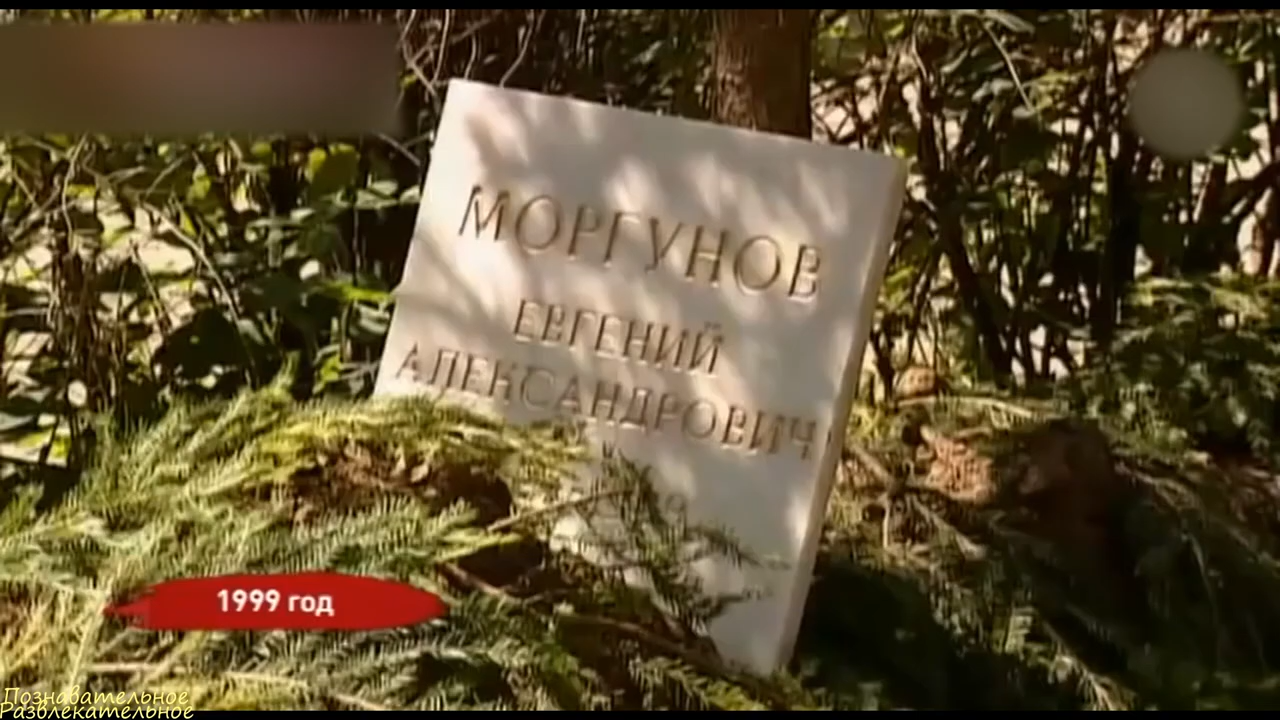 МОРГУНОВ
ЕВГЕНИЙ
АЛЕКСАНДРОВИЧ
1999 год
Познавательное
Развлекательное